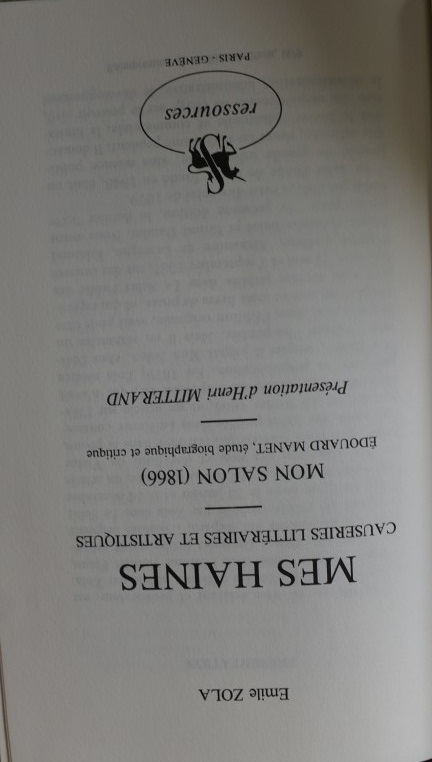 Emile ZOLA
MES HAINES
CAUSERIES LITTÉRAIRES ET ARTISTIQUES
MON SALON (1866)
ÉDOUARD MANET, étude biographique et critique
Présentation d'Henri MITTERAND
ressources
PARIS - GENÈVE